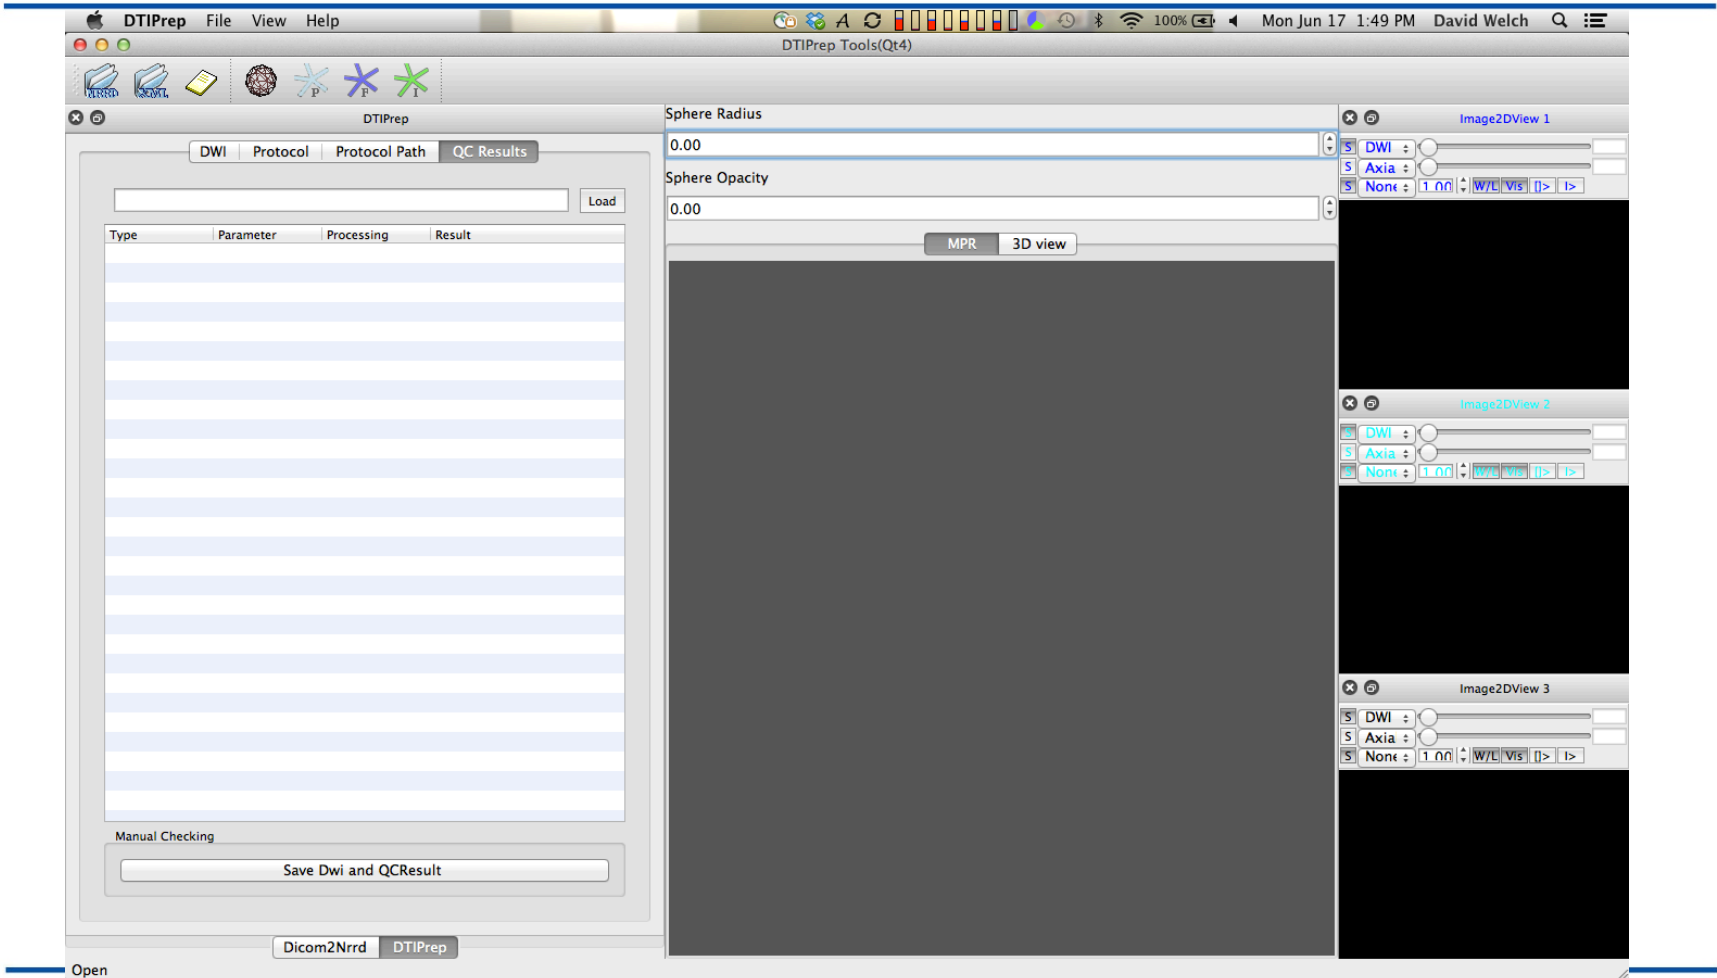 DTIPrep File View Help
100%
Mon Jun 17 1:49 PM David Welch
DTIPrep Tools(Qt4)
NRRD
P
P
I
DTIPrep
DWI Protocol Protocol Path QC Results
Load
Type Parameter Processing Result
Manual Checking
Save Dwi and QCResult
Dicom2Nrrd DTIPrep
Open
Sphere Radius
0.00
Sphere Opacity
0.00
MPR 3D view
Image2DView 1
S DWI
S Axia
S None 1.00 W/L Vis []> I>
Image2DView 2
S DWI
S Axia
S None 1.00 W/L Vis []> I>
Image2DView 3
S DWI
S Axia
S None 1.00 W/L Vis []> I>